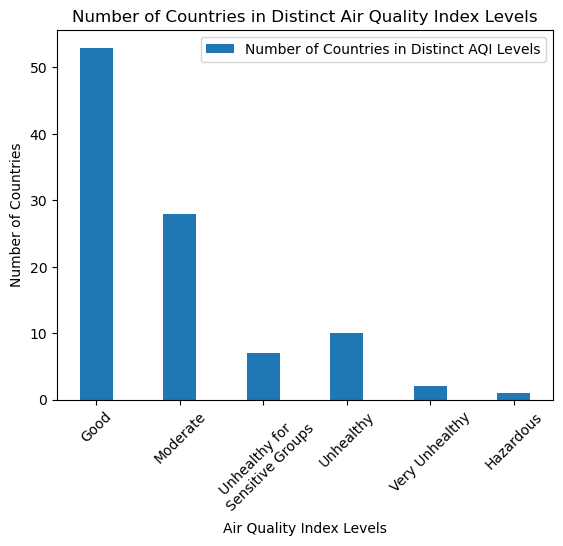 Number of Countries in Distinct Air Quality Index Levels
Number of Countries in Distinct AQI Levels
Number of Countries
50
40
30
20
10
0
Good
Moderate
Unhealthy for
Sensitive Groups
Unhealthy
Very Unhealthy
Hazardous
Air Quality Index Levels